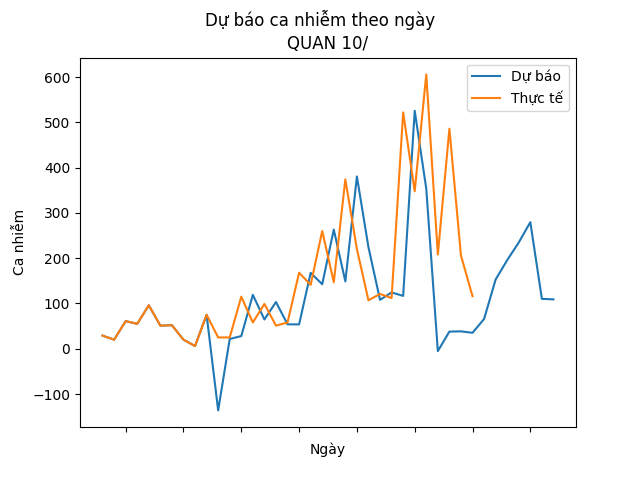 Dự báo ca nhiễm theo ngày
QUAN 10/
Dự báo
Thực tế
600
500
400
300
200
100
0
−100
Ca nhiễm
Ngày